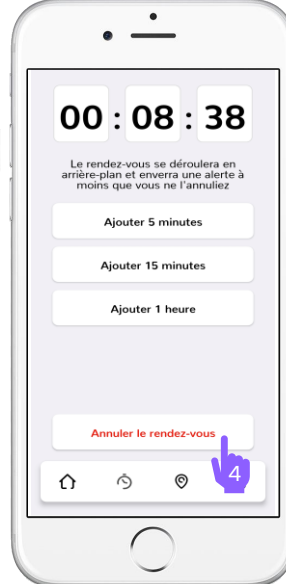 00 : 08 : 38
Le rendez-vous se déroulera en
arrière-plan et enverra une alerte à
moins que vous ne l'annuliez
Ajouter 5 minutes
Ajouter 15 minutes
Ajouter 1 heure
Annuler le rendez-vous
4